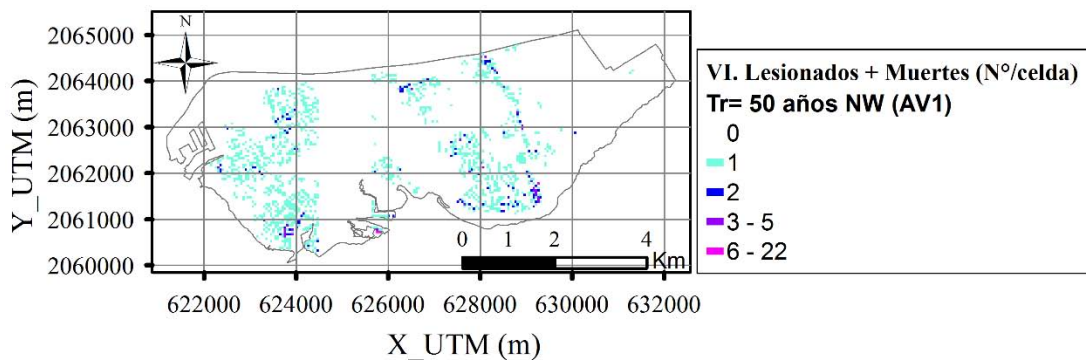 N
2065000
2064000
2063000
2062000
2061000
2060000
Y_UTM (m)
0 1 2 4
Km
622000 624000 626000 628000 630000 632000
X_UTM (m)
VI. Lesionados + Muertes (N°/celda)
Tr= 50 años NW (AV1)
0
1
2
3 - 5
6 - 22